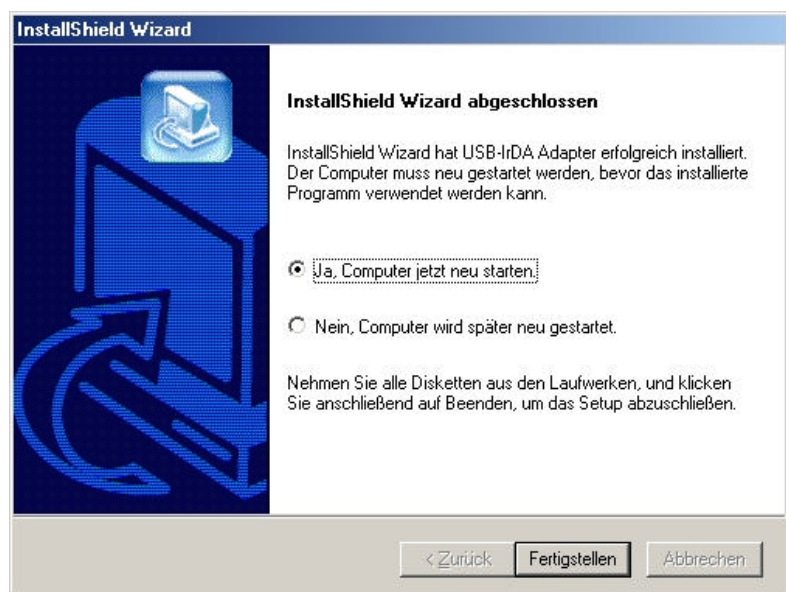 InstallShield Wizard
InstallShield Wizard abgeschlossen
InstallShield Wizard hat USB-IrDA Adapter erfolgreich installiert.
Der Computer muss neu gestartet werden, bevor das installierte
Programm verwendet werden kann.
Ja, Computer jetzt neu starten.
Nein, Computer wird später neu gestartet.
Nehmen Sie alle Disketten aus den Laufwerken, und klicken
Sie anschließend auf Beenden, um das Setup abzuschließen.
< Zurück
Fertigstellen
Abbrechen